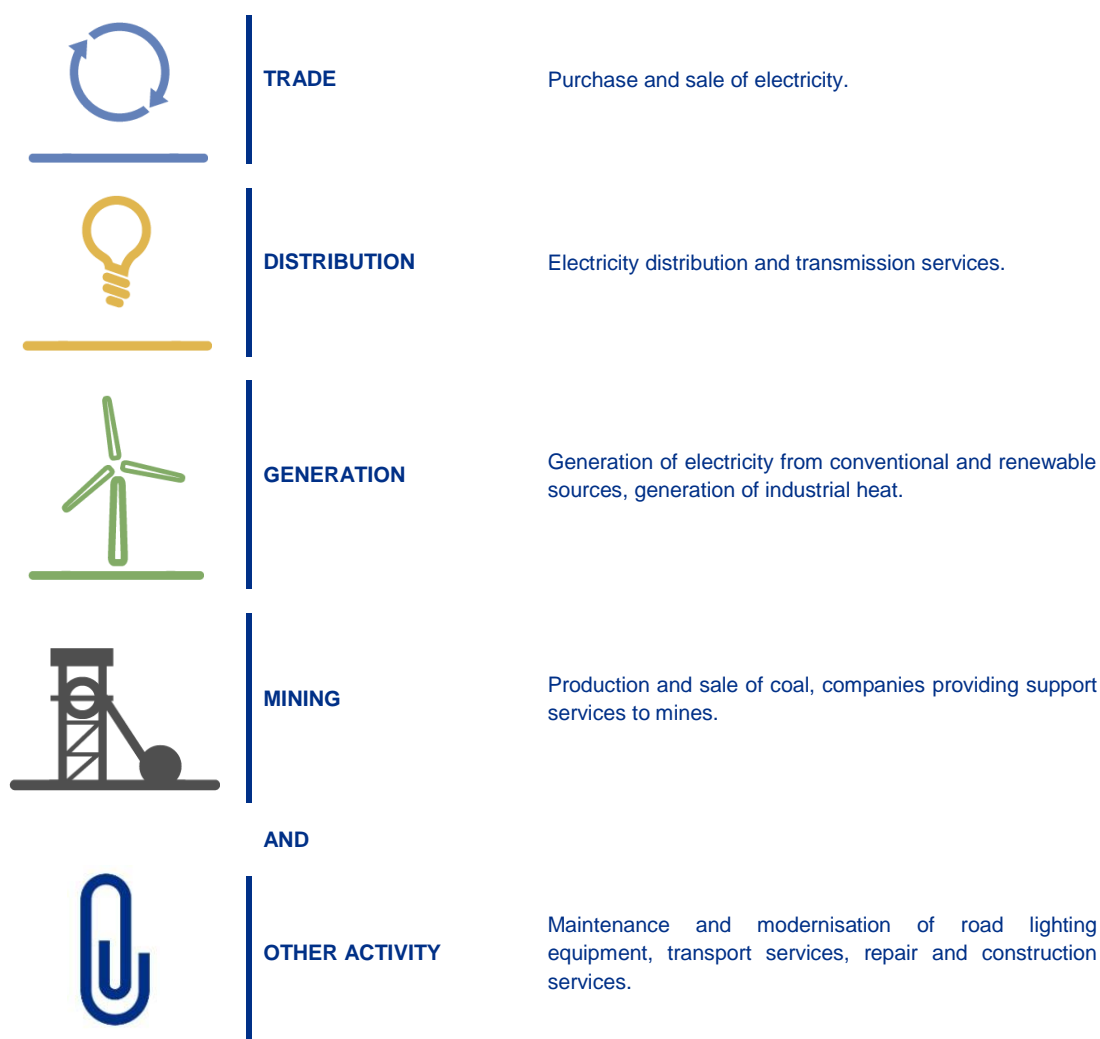 TRADE
Purchase and sale of electricity.
DISTRIBUTION
Electricity distribution and transmission services.
GENERATION
Generation of electricity from conventional and renewable
sources, generation of industrial heat.
MINING
Production and sale of coal, companies providing support
services to mines.
AND
OTHER ACTIVITY
Maintenance and modernisation of road lighting
equipment, transport services, repair and construction
services.